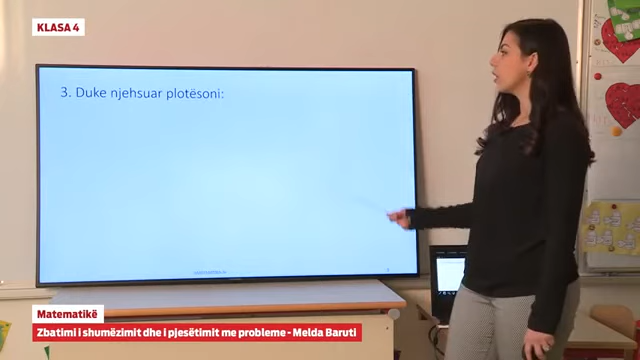 KLASA 4
3. Duke njehsuar plotësoni:
Matematikë
Zbatimi i shumëzimit dhe i pjesëtimit me probleme - Melda Baruti